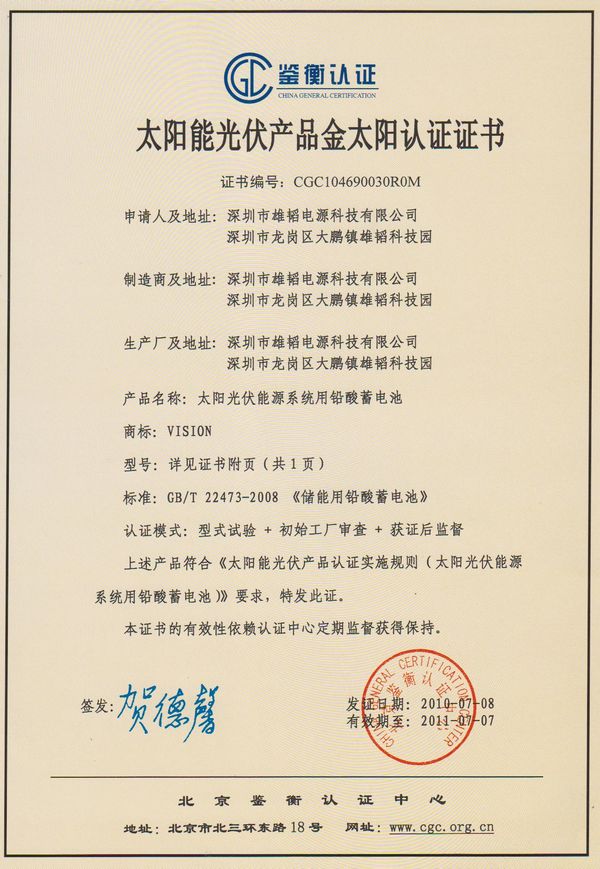 CGC 鉴衡认证
CHINA GENERAL CERTIFICATION
太阳能光伏产品金太阳认证证书
证书编号：CGC104690030R0M
申请人及地址：深圳市雄韬电源科技有限公司
深圳市龙岗区大鹏镇雄韬科技园
制造商及地址：深圳市雄韬电源科技有限公司
深圳市龙岗区大鹏镇雄韬科技园
生产厂及地址：深圳市雄韬电源科技有限公司
深圳市龙岗区大鹏镇雄韬科技园
产品名称：太阳光伏能源系统用铅酸蓄电池
商标：VISION
型号：详见证书附页（共1页）
标准：GB/T 22473-2008 《储能用铅酸蓄电池》
认证模式：型式试验 + 初始工厂审查 + 获证后监督
上述产品符合《太阳能光伏产品认证实施规则（太阳光伏能源
系统用铅酸蓄电池）》要求，特发此证。
本证书的有效性依赖认证中心定期监督获得保持。
签发：贺德馨
CHINA GENERAL CERTIFICATION CENTER
北京鉴衡认证中心
发证日期：2010-07-08
有效期至：2011-07-07
北京鉴衡认证中心
地址：北京市北三环东路18号 网址：www.cgc.org.cn